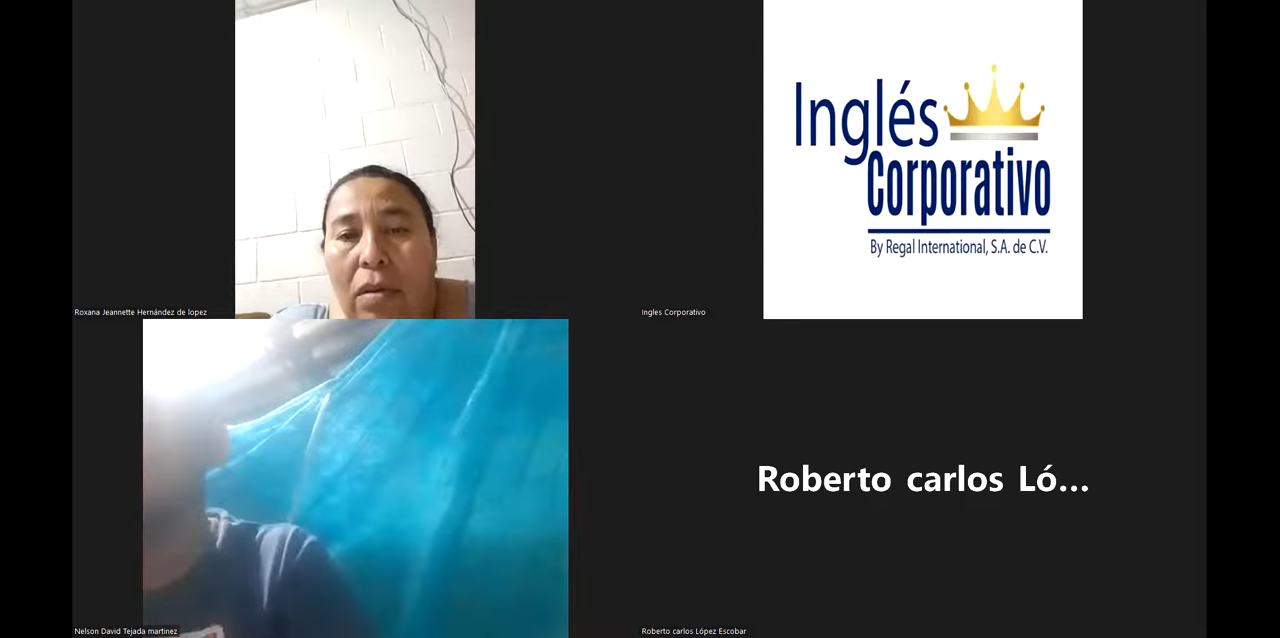 Inglés
Corporativo
By Regal International, S.A. de C.V.
Roxana Jeannette Hernández de lopez
Ingles Corporativo
Roberto carlos Ló...
Nelson David Tejada martinez
Roberto carlos López Escobar